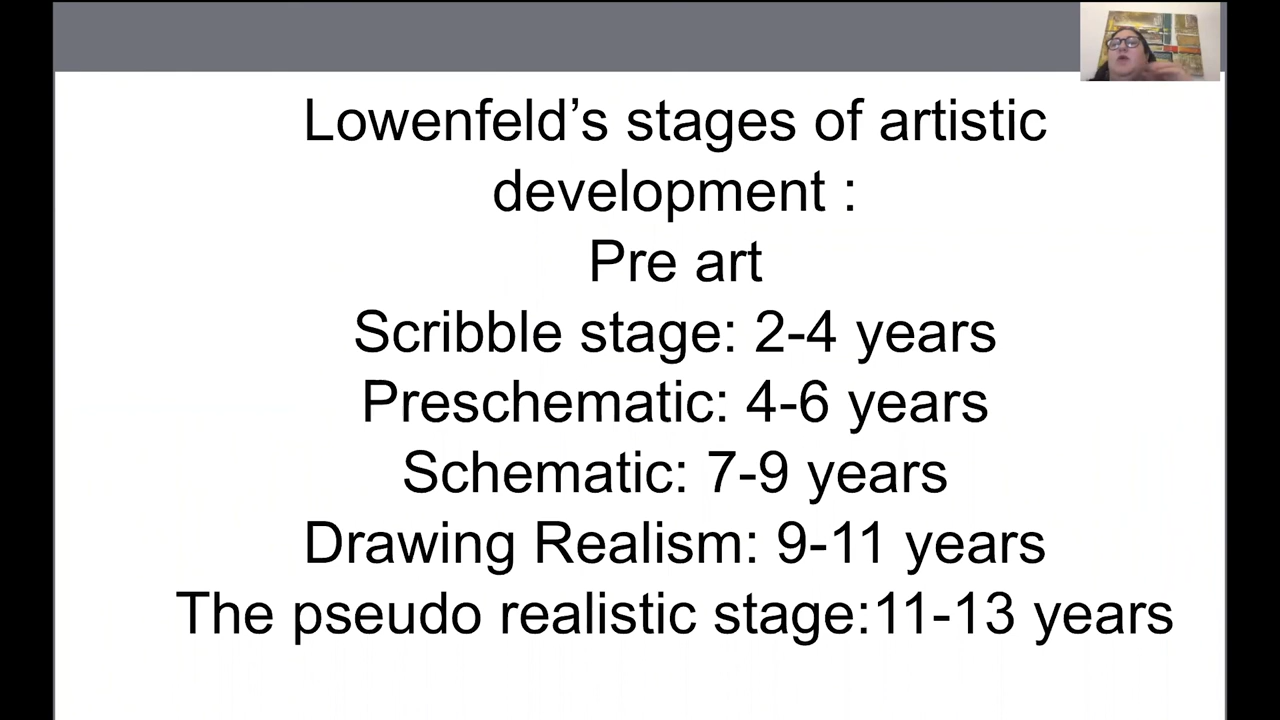 Lowenfeld’s stages of artistic
development :
Pre art
Scribble stage: 2-4 years
Preschematic: 4-6 years
Schematic: 7-9 years
Drawing Realism: 9-11 years
The pseudo realistic stage:11-13 years